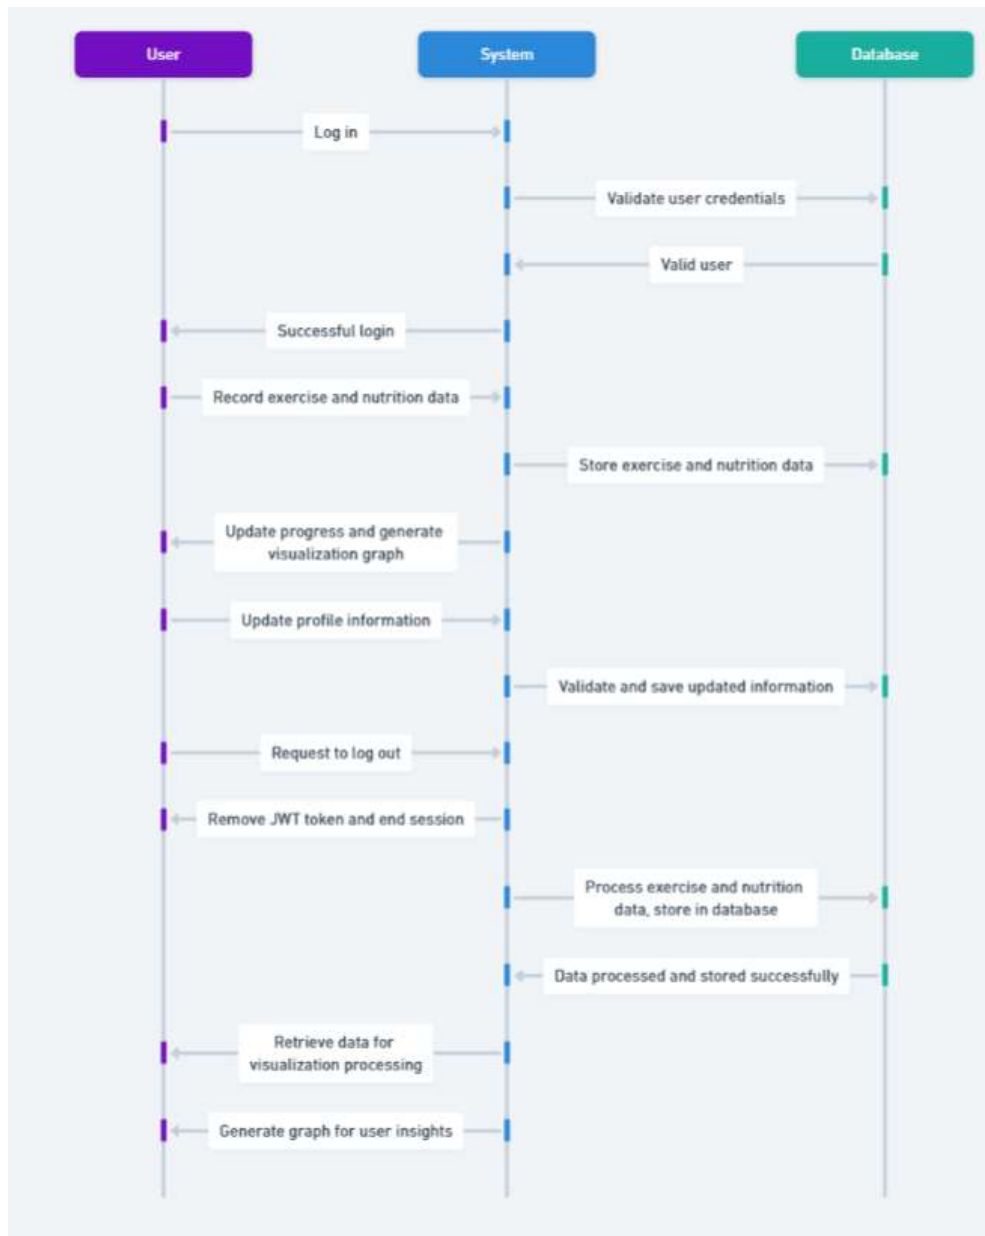 User
System
Database
Log in
Validate user credentials
Valid user
Successful login
Record exercise and nutrition data
Store exercise and nutrition data
Update progress and generate
visualization graph
Update profile information
Validate and save updated information
Request to log out
Remove JWT token and end session
Process exercise and nutrition
data, store in database
Data processed and stored successfully
Retrieve data for
visualization processing
Generate graph for user insights